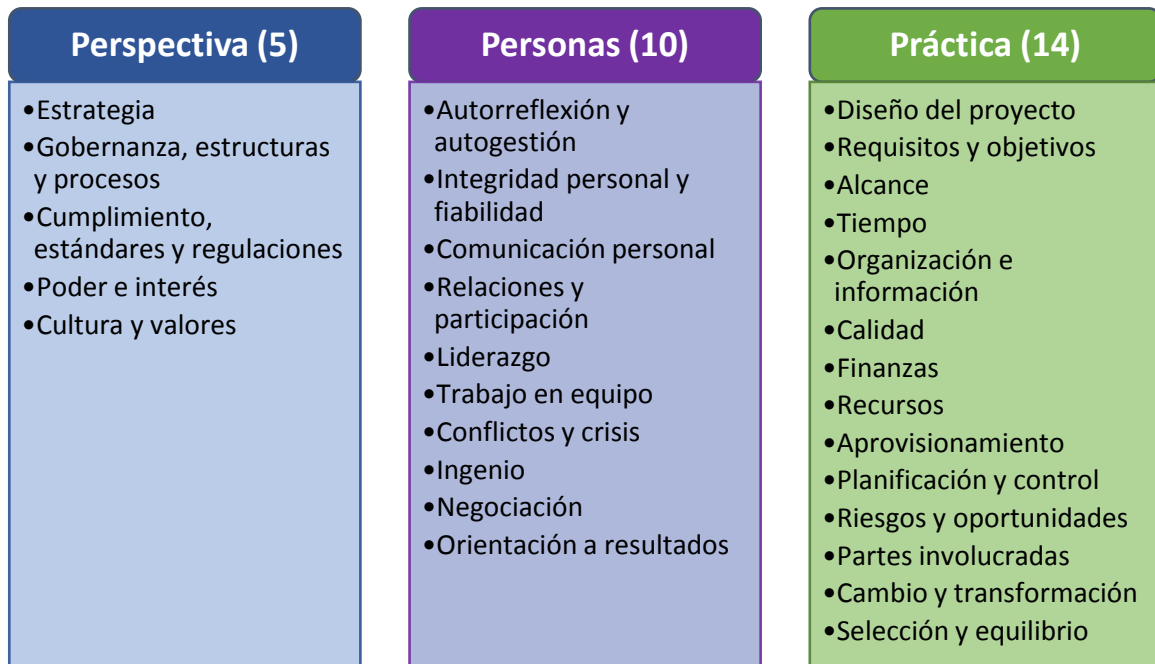 Perspectiva (5)
•Estrategia
•Gobernanza, estructuras
y procesos
•Cumplimiento,
estándares y regulaciones
•Poder e interés
•Cultura y valores
Personas (10)
•Autorreflexión y
autogestión
•Integridad personal y
fiabilidad
•Comunicación personal
•Relaciones y
participación
•Liderazgo
•Trabajo en equipo
•Conflictos y crisis
•Ingenio
•Negociación
•Orientación a resultados
Práctica (14)
•Diseño del proyecto
•Requisitos y objetivos
•Alcance
•Tiempo
•Organización e
información
•Calidad
•Finanzas
•Recursos
•Aprovisionamiento
•Planificación y control
•Riesgos y oportunidades
•Partes involucradas
•Cambio y transformación
•Selección y equilibrio